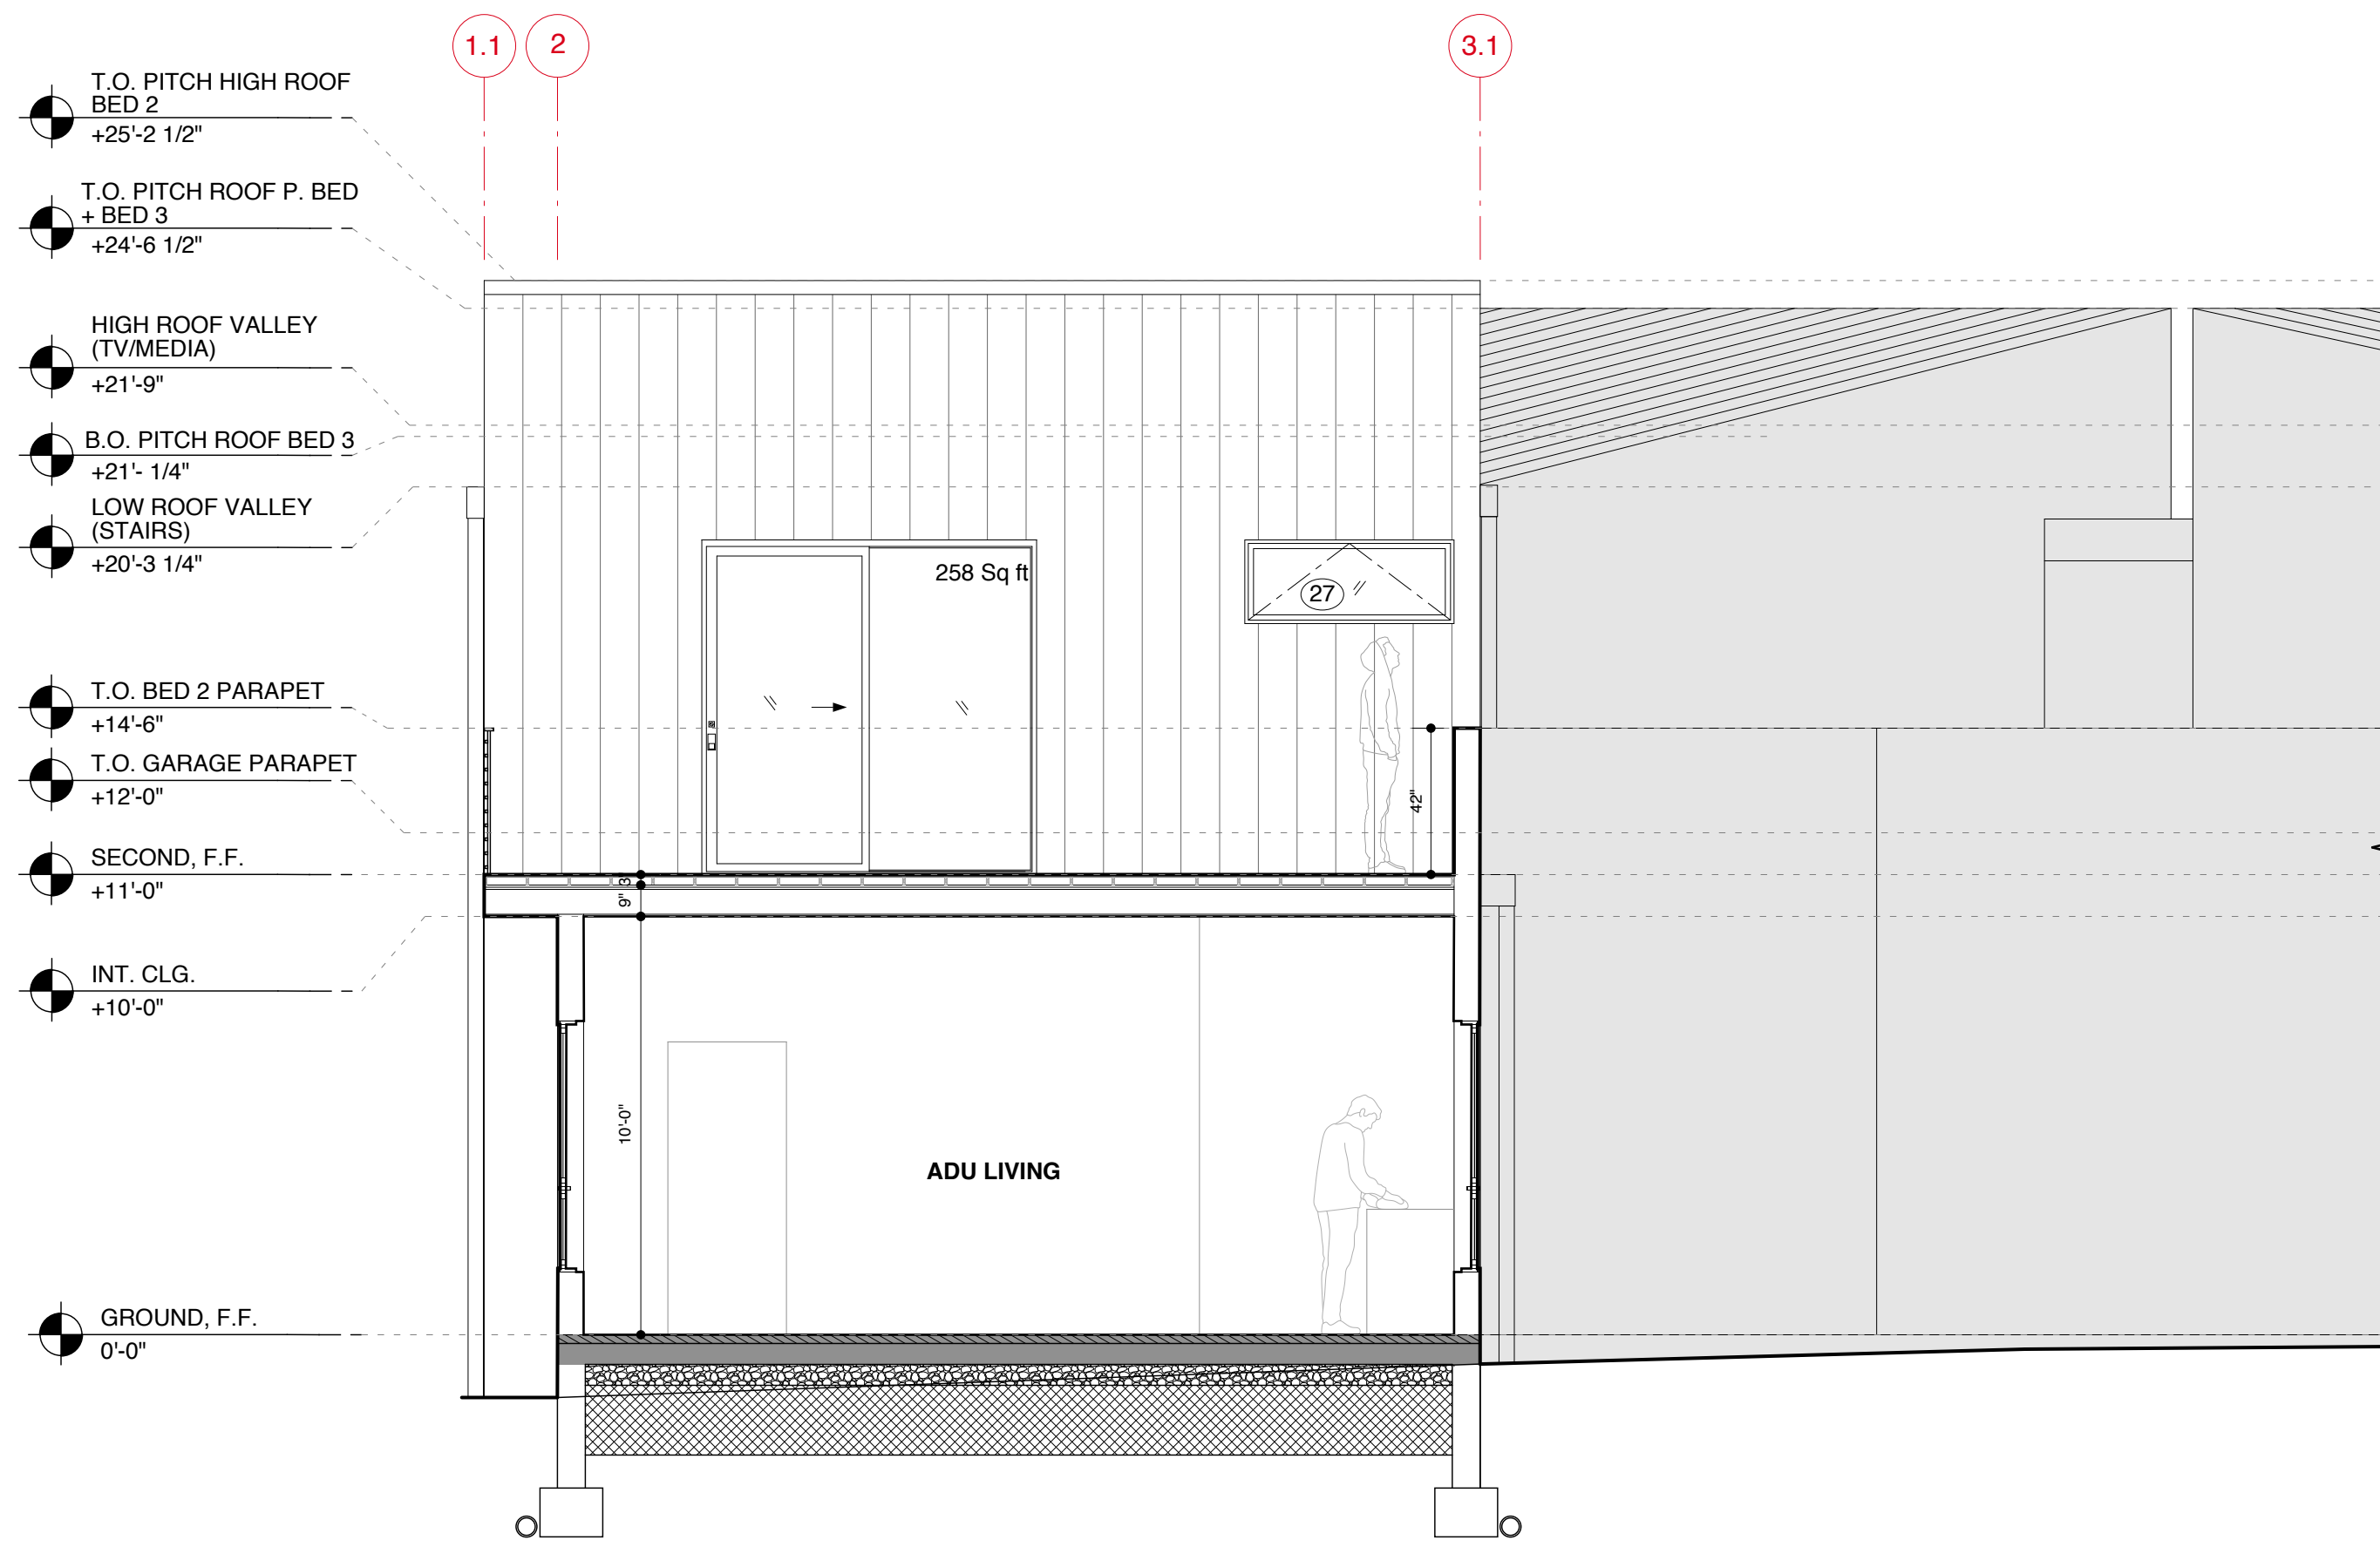 1.1
2
3.1
T.O. PITCH HIGH ROOF
BED 2
+25'-2 1/2"
T.O. PITCH ROOF P. BED
+ BED 3
+24'-6 1/2"
HIGH ROOF VALLEY
(TV/MEDIA)
+21'-9"
B.O. PITCH ROOF BED 3
+21'- 1/4"
LOW ROOF VALLEY
(STAIRS)
+20'-3 1/4"
258 Sq ft
27
T.O. BED 2 PARAPET
+14'-6"
T.O. GARAGE PARAPET
+12'-0"
42"
SECOND, F.F.
+11'-0"
3"
9"
INT. CLG.
+10'-0"
10'-0"
ADU LIVING
GROUND, F.F.
0'-0"